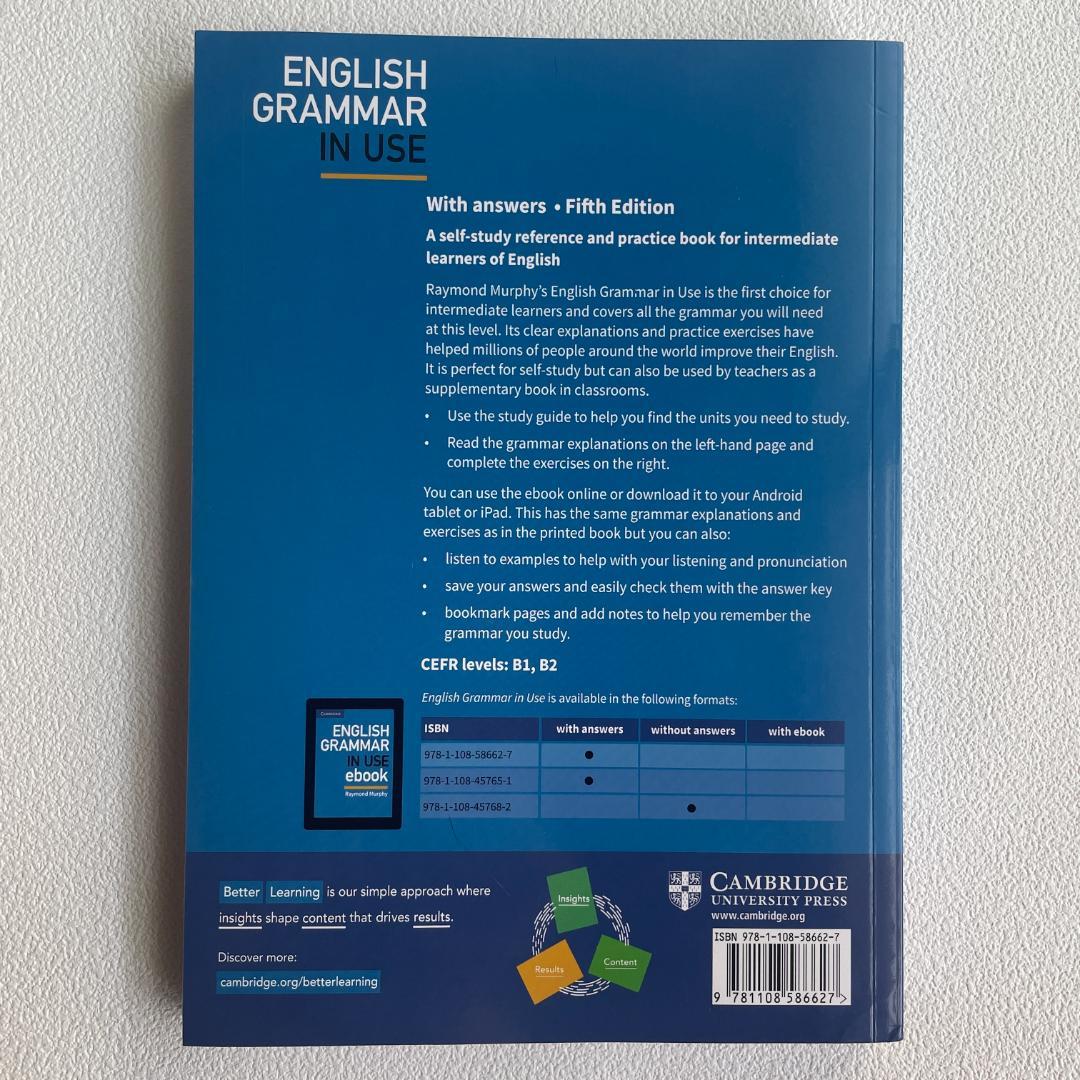 ENGLISH
GRAMMAR
IN USE
With answers • Fifth Edition
A self-study reference and practice book for intermediate
learners of English
Raymond Murphy's English Grammar in Use is the first choice for
intermediate learners and covers all the grammar you will need
at this level. Its clear explanations and practice exercises have
helped millions of people around the world improve their English.
It is perfect for self-study but can also be used by teachers as a
supplementary book in classrooms.
• Use the study guide to help you find the units you need to study.
• Read the grammar explanations on the left-hand page and
complete the exercises on the right.
You can use the ebook online or download it to your Android
tablet or iPad. This has the same grammar explanations and
exercises as in the printed book but you can also:
• listen to examples to help with your listening and pronunciation
• save your answers and easily check them with the answer key
• bookmark pages and add notes to help you remember the
grammar you study.
CEFR levels: B1, B2
English Grammar in Use is available in the following formats:
ISBN with answers without answers with ebook
978-1-108-58662-7 •
978-1-108-45765-1 •
978-1-108-45768-2 •
Cambridge
ENGLISH
GRAMMAR
IN USE
ebook
Raymond Murphy
Better Learning is our simple approach where
insights shape content that drives results.
Discover more:
cambridge.org/betterlearning
Insights
Results
Content
CAMBRIDGE
UNIVERSITY PRESS
www.cambridge.org
ISBN 978-1-108-58662-7
9 781108 586627 >